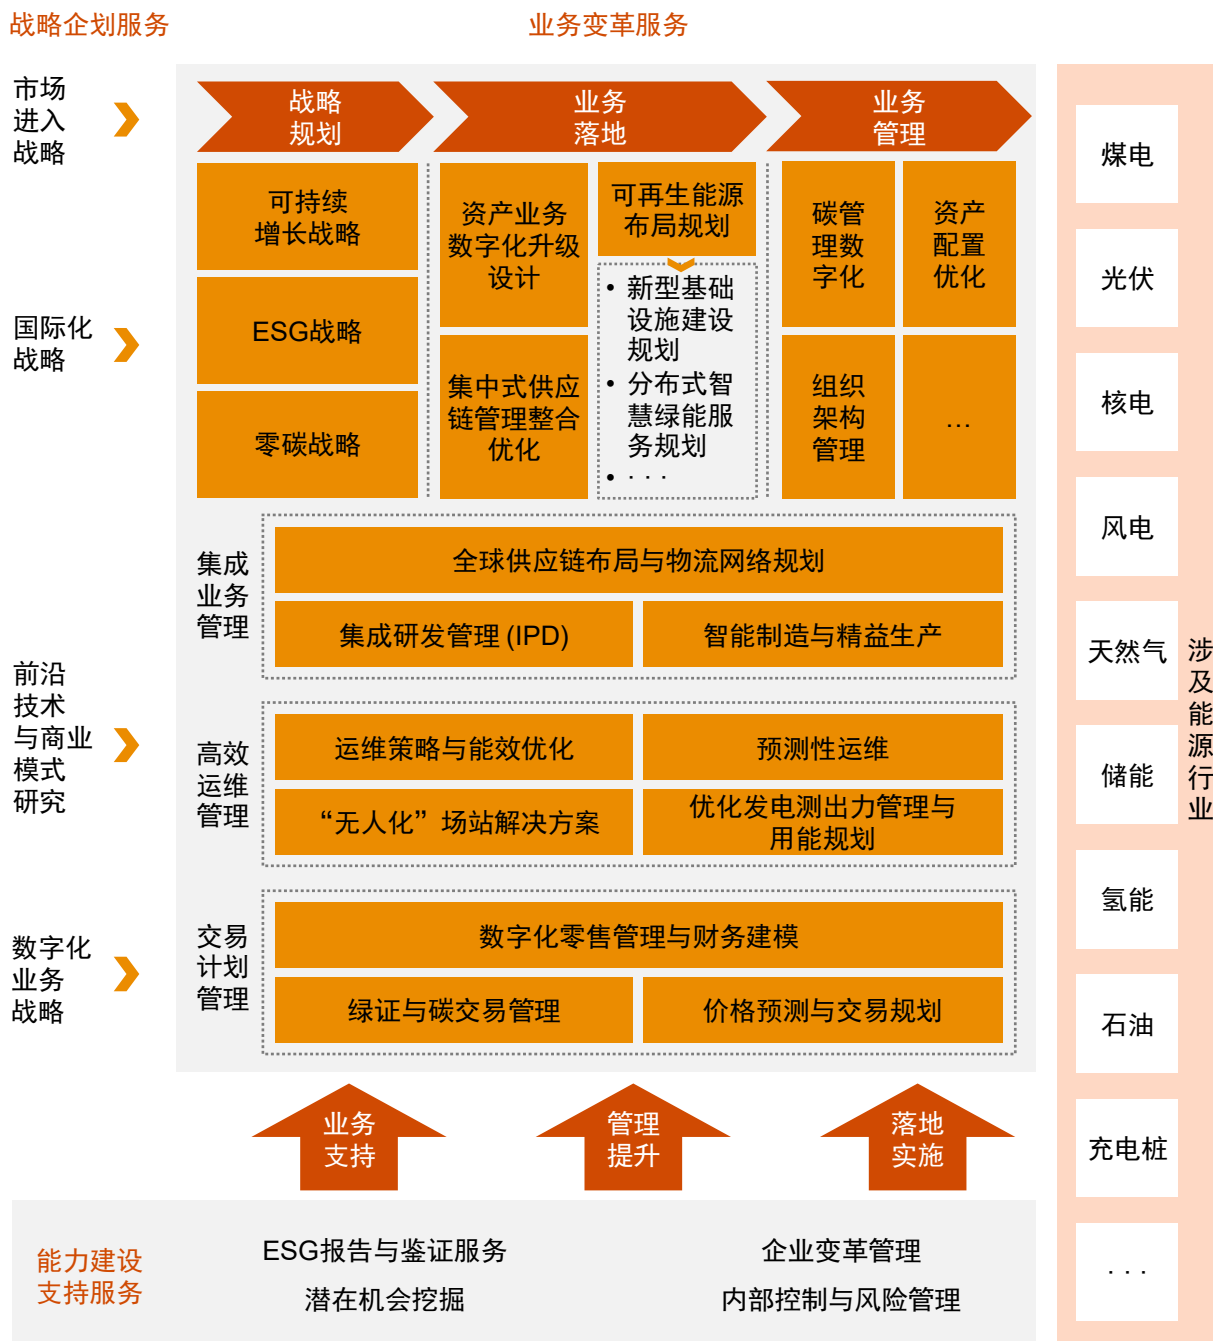 战略企划服务
业务变革服务
市场
进入
战略
国际化
战略
前沿
技术
与商业
模式
研究
数字化
业务
战略
战略
规划
业务
落地
业务
管理
可持续
增长战略
ESG战略
零碳战略
资产业务
数字化升级
设计
集中式供应
链管理整合
优化
可再生能源
布局规划
• 新型基础
设施建设
规划
• 分布式智
慧绿能服
务规划
• · · ·
碳管
理数
字化
资产
配置
优化
组织
架构
管理
…
集成
业务
管理
全球供应链布局与物流网络规划
集成研发管理 (IPD)
智能制造与精益生产
高效
运维
管理
运维策略与能效优化
预测性运维
“无人化”场站解决方案
优化发电测出力管理与
用能规划
交易
计划
管理
数字化零售管理与财务建模
绿证与碳交易管理
价格预测与交易规划
业务
支持
管理
提升
落地
实施
能力建设
支持服务
ESG报告与鉴证服务
企业变革管理
潜在机会挖掘
内部控制与风险管理
煤电
光伏
核电
风电
天然气
储能
氢能
石油
充电桩
· · ·
涉
及
能
源
行
业